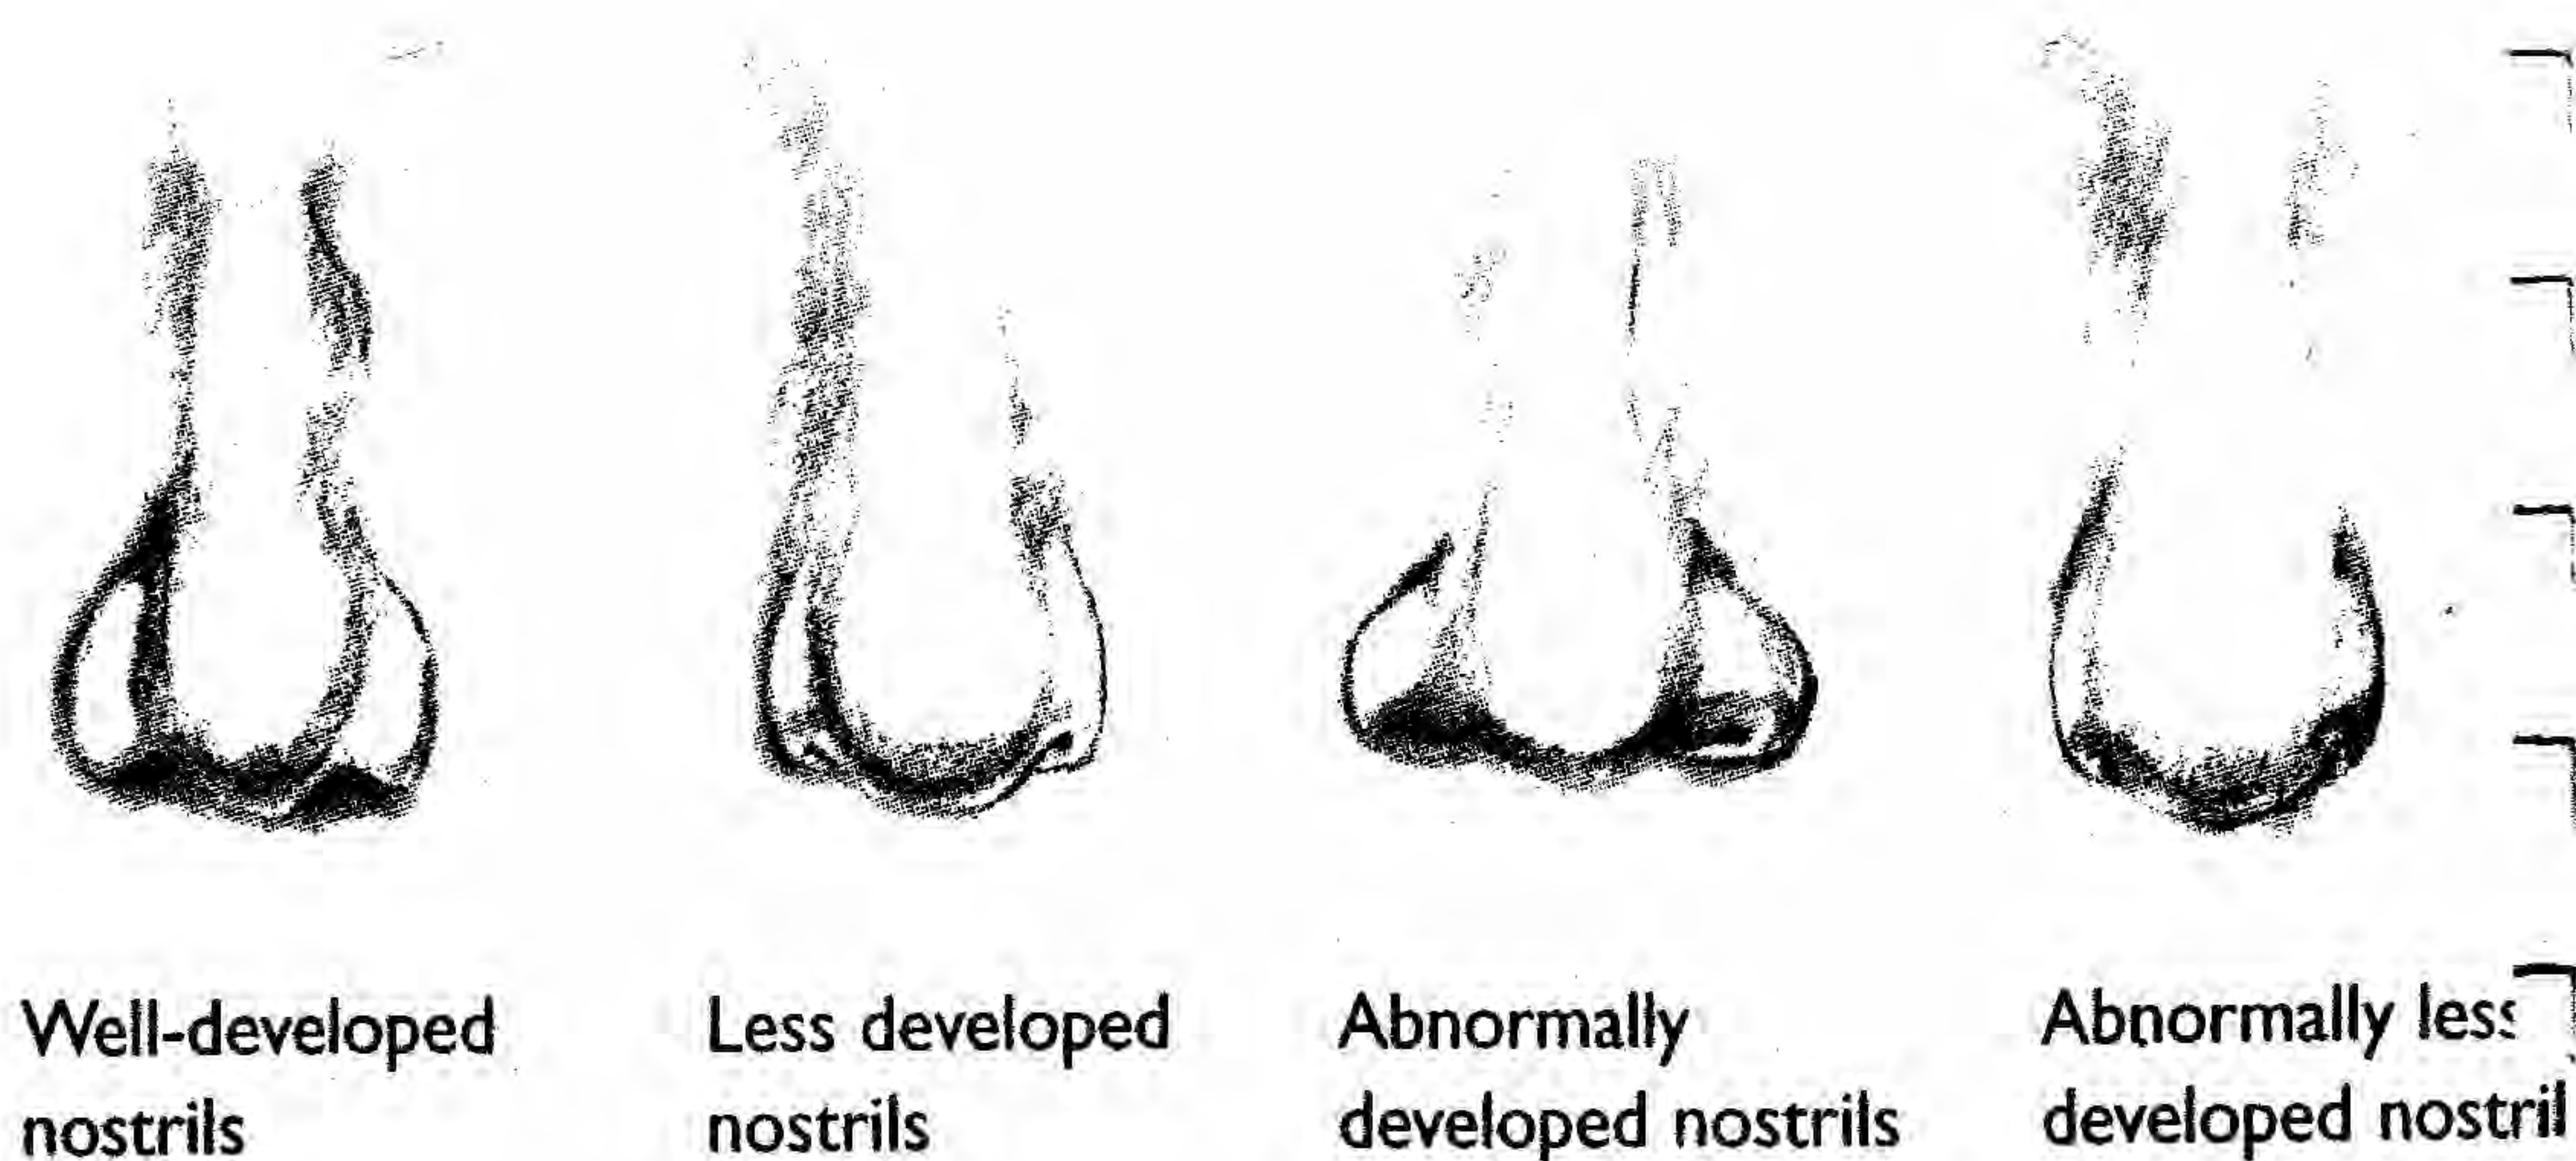 Well-developed
nostrils
Less developed
nostrils
Abnormally
developed nostrils
Abnormally less
developed nostril